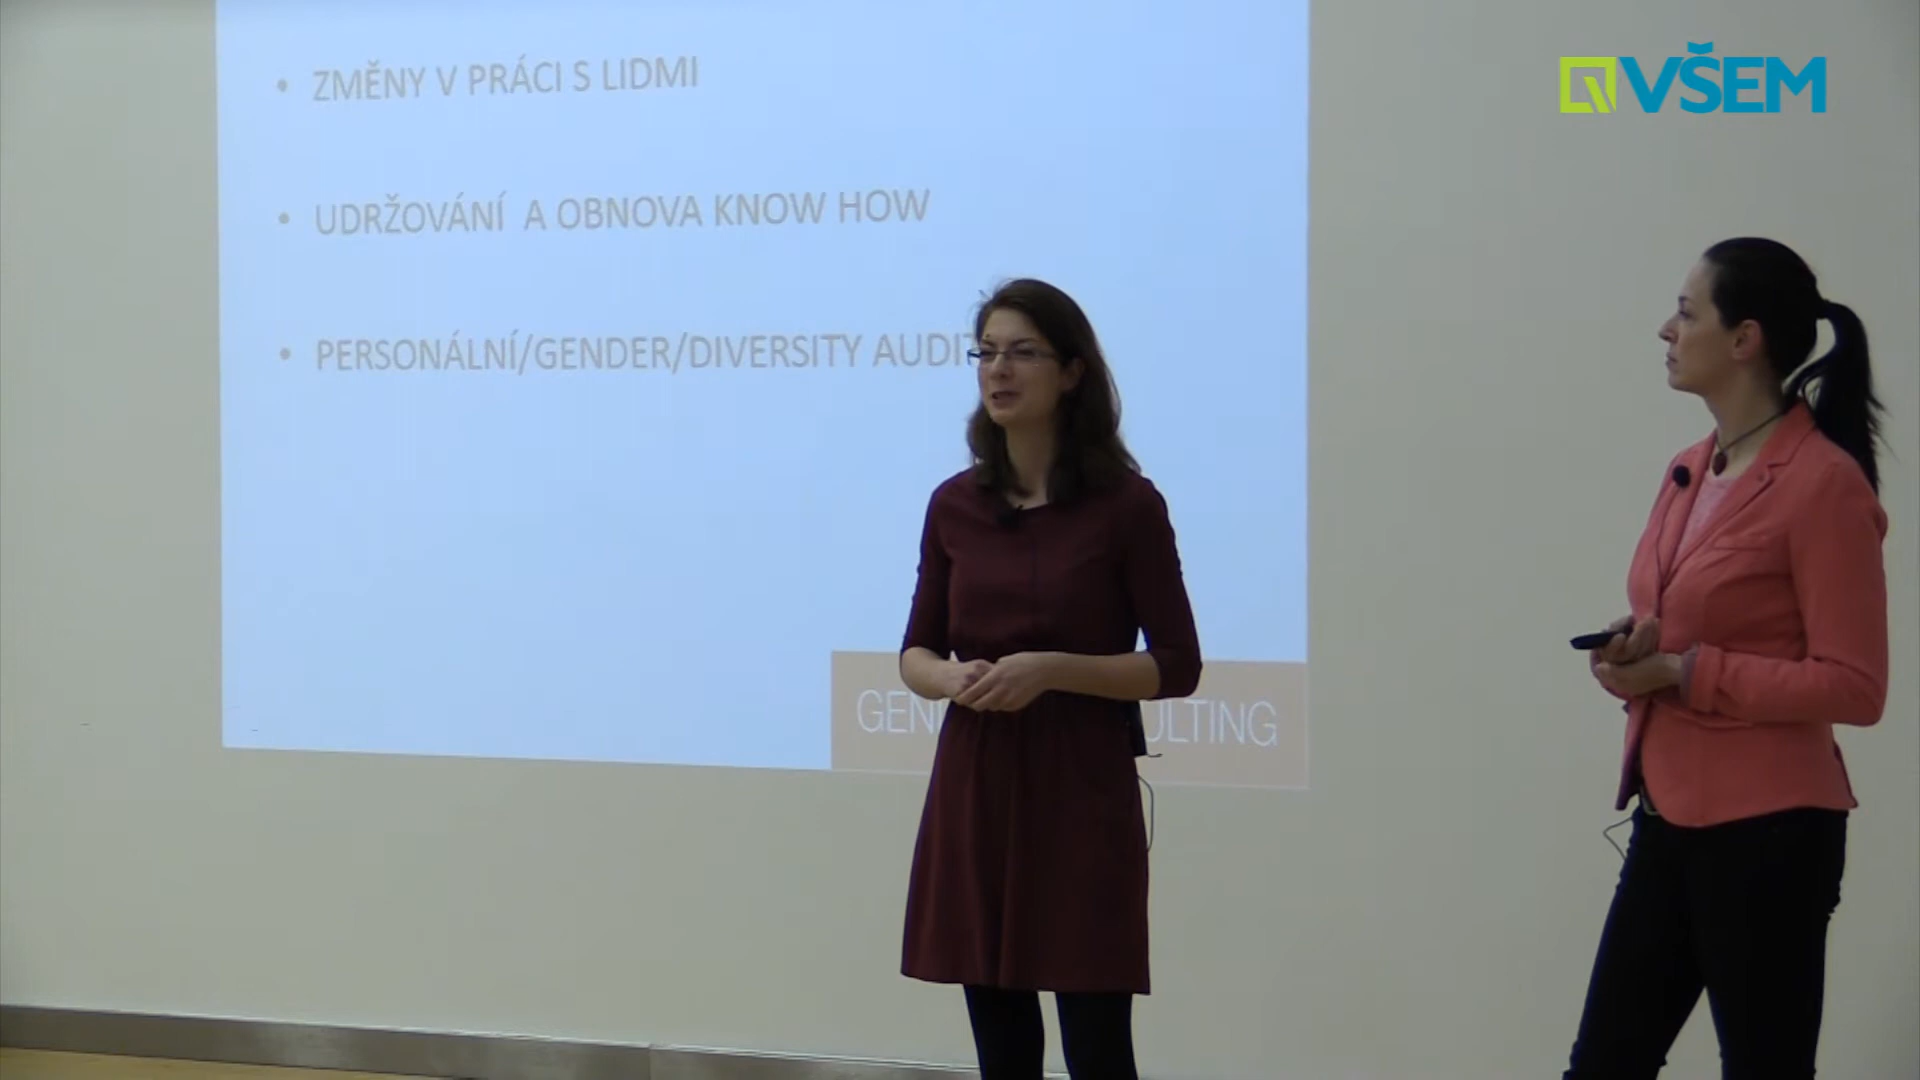 VŠEM
• ZMĚNY V PRÁCI S LIDMI
• UDRŽOVÁNÍ A OBNOVA KNOW HOW
• PERSONÁLNÍ/GENDER/DIVERSITY AUDIT